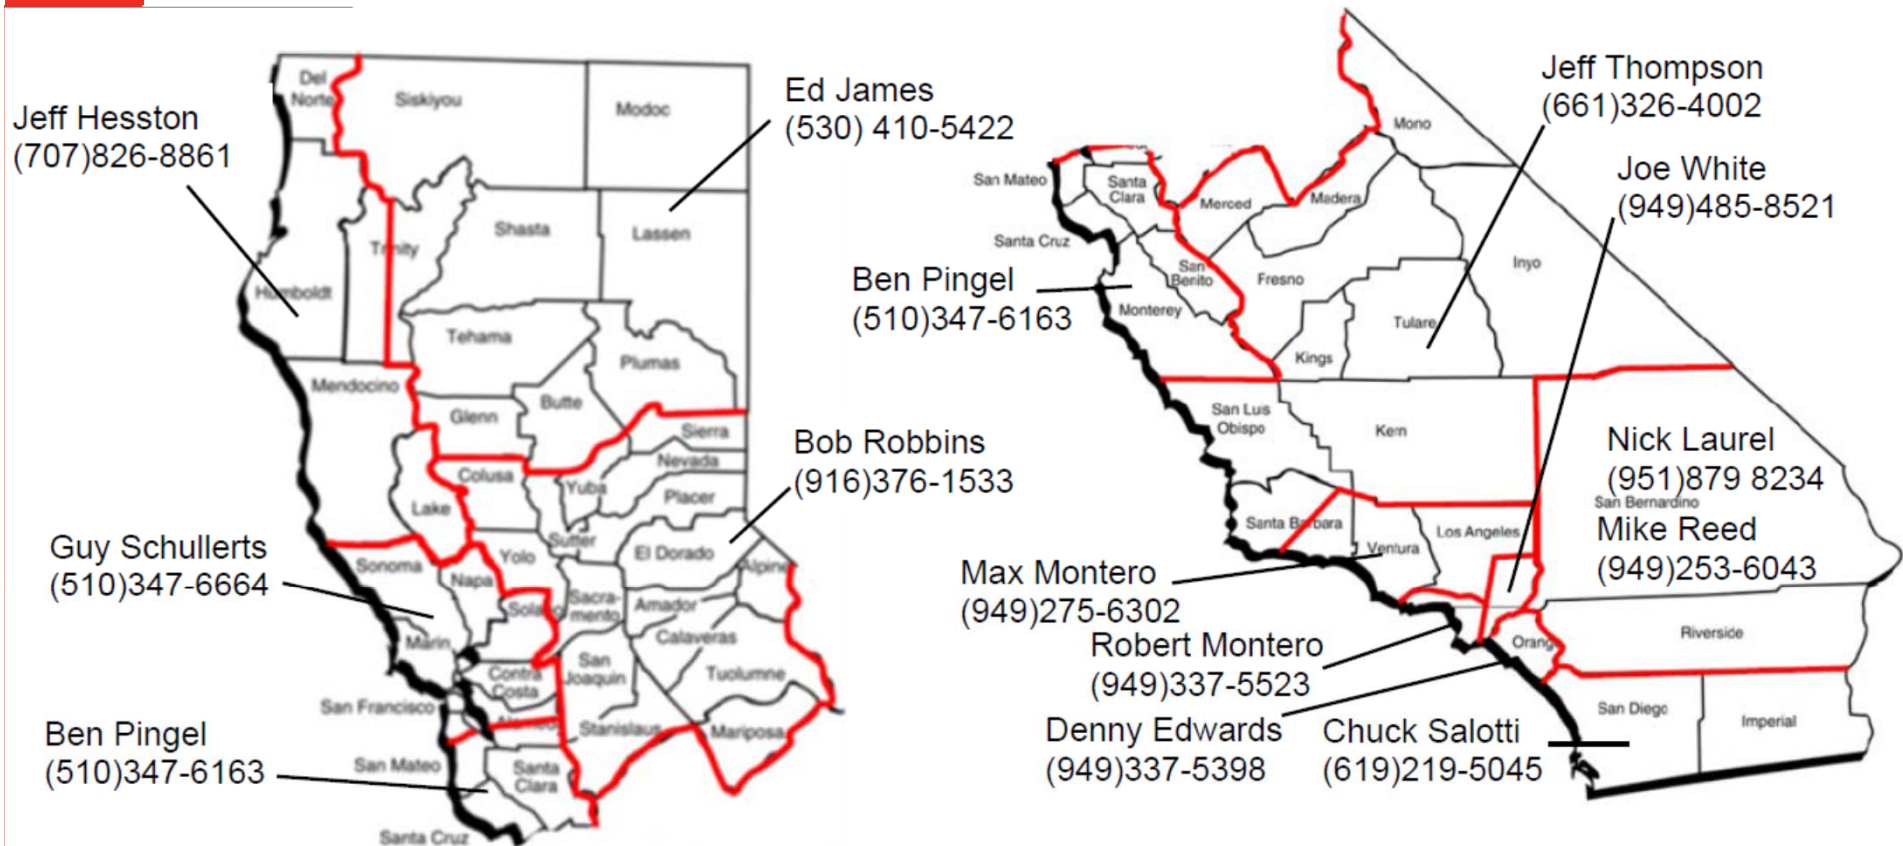 Del
Norte
Siskiyou
Modoc
Ed James
(530) 410-5422
Jeff Hesston
(707)826-8861
Trinity
Shasta
Lassen
Humboldt
Tehama
Plumas
Mendocino
Glenn
Butte
Sierra
Nevada
Colusa
Yuba
Placer
Lake
Bob Robbins
(916)376-1533
Sutter
El Dorado
Yolo
Alpine
Guy Schullerts
(510)347-6664
Sonoma
Napa
Solano
Sacra-
mento
Amador
Calaveras
Marin
San
Joaquin
Tuolumne
Contra
Costa
San Francisco
Alameda
Stanislaus
Mariposa
Ben Pingel
(510)347-6163
San Mateo
Santa
Clara
Santa Cruz
Jeff Thompson
(661)326-4002
Mono
Joe White
(949)485-8521
San Mateo
Santa
Clara
Merced
Madera
Santa Cruz
San
Benito
Fresno
Inyo
Ben Pingel
(510)347-6163
Monterey
Tulare
Kings
San Luis
Obispo
Kern
Nick Laurel
(951)879 8234
San Bernardino
Mike Reed
(949)253-6043
Santa Barbara
Ventura
Los Angeles
Max Montero
(949)275-6302
Robert Montero
(949)337-5523
Orange
Riverside
Denny Edwards
(949)337-5398
Chuck Salotti
(619)219-5045
San Diego
Imperial